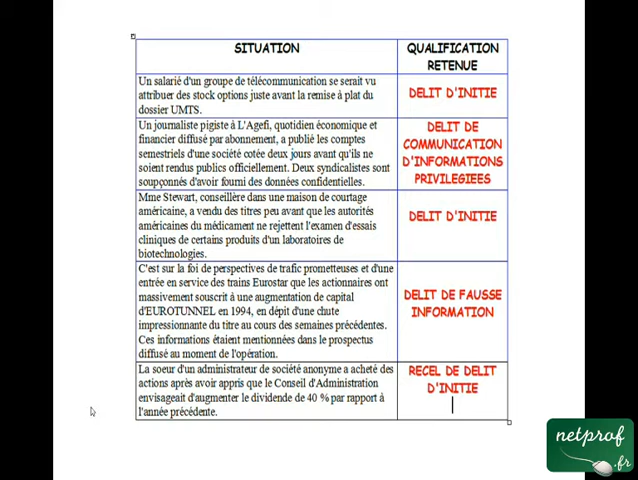 SITUATION
QUALIFICATION
RETENUE
Un salarié d'un groupe de télécommunication se serait vu
attribuer des stock options juste avant la remise à plat du
dossier UMTS.
DELIT D'INITIE
Un journaliste pigiste à L'Agefi, quotidien économique et
financier diffusé par abonnement, a publié les comptes
semestriels d'une société cotée deux jours avant qu'ils ne
soient rendus publics officiellement. Deux syndicalistes sont
soupçonnés d'avoir fourni des données confidentielles.
DELIT DE
COMMUNICATION
D'INFORMATIONS
PRIVILEGIEES
Mme Stewart, conseillère dans une maison de courtage
américaine, a vendu des titres peu avant que les autorités
américaines du médicament ne rejettent l'examen d'essais
cliniques de certains produits d'un laboratoires de
biotechnologies.
DELIT D'INITIE
C'est sur la foi de perspectives de trafic prometteuses et d'une
entrée en service des trains Eurostar que les actionnaires ont
massivement souscrit à une augmentation de capital
d'EUROTUNNEL en 1994, en dépit d'une chute
impressionnante du titre au cours des semaines précédentes.
Ces informations étaient mentionnées dans le prospectus
diffusé au moment de l'opération.
DELIT DE FAUSSE
INFORMATION
La soeur d'un administrateur de société anonyme a acheté des
actions après avoir appris que le Conseil d'Administration
envisageait d'augmenter le dividende de 40 % par rapport à
l'année précédente.
RECEL DE DELIT
D'INITIE
netprof
.fr